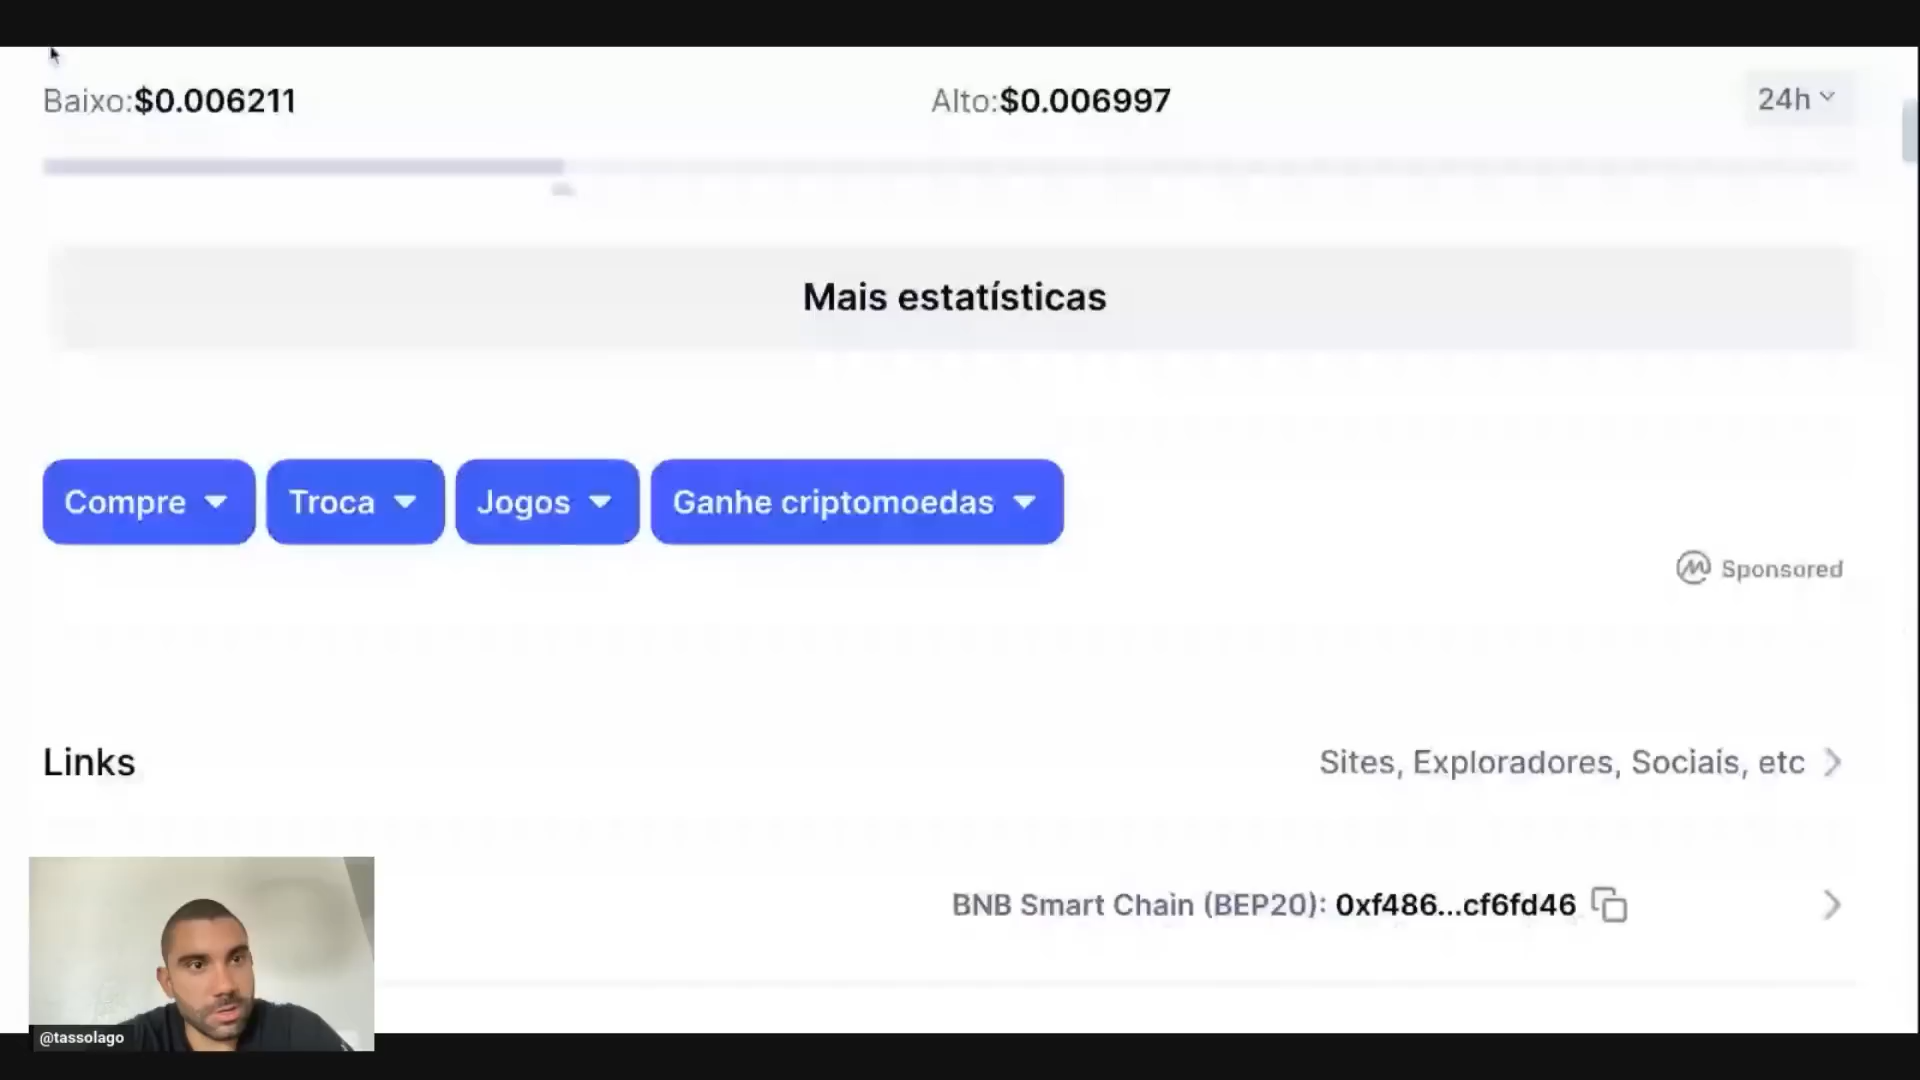 Baixo:$0.006211
Alto:$0.006997
24h
Mais estatísticas
Compre
Troca
Jogos
Ganhe criptomoedas
Sponsored
Links
Sites, Exploradores, Sociais, etc
BNB Smart Chain (BEP20): 0xf486...cf6fd46
@tassolago